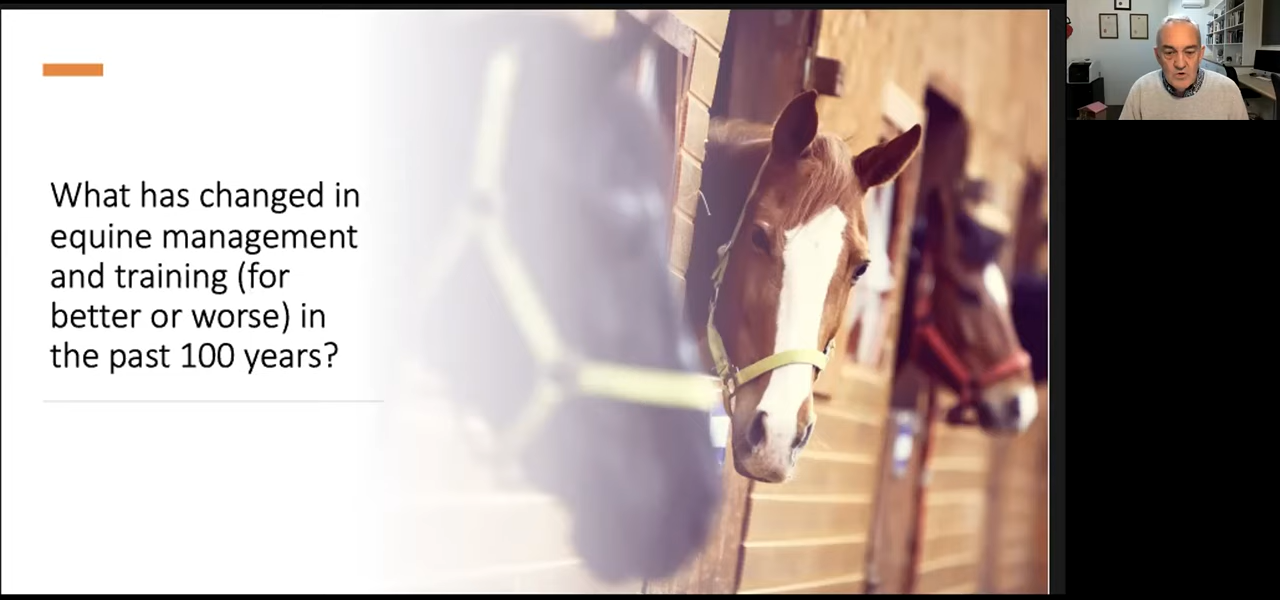 What has changed in
equine management
and training (for
better or worse) in
the past 100 years?